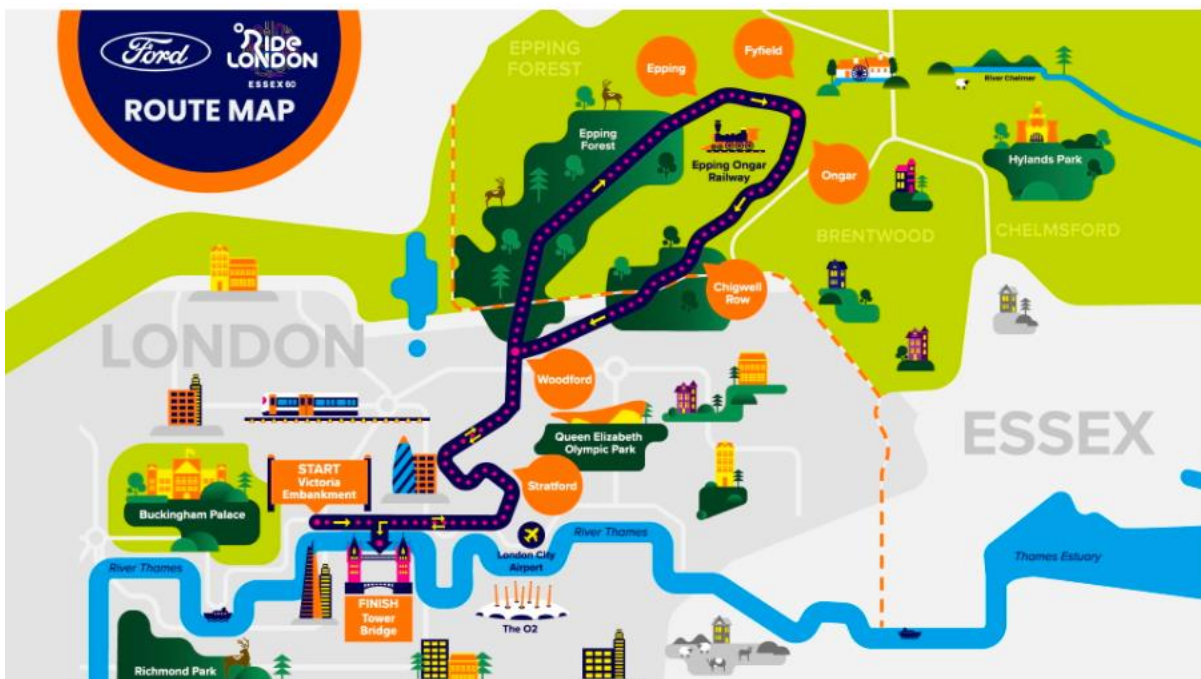 Ford
RIDE
LONDON
ESSEX 60
ROUTE MAP
EPPING
FOREST
Epping
Fyfield
River Chelmer
Epping
Forest
Epping Ongar
Railway
Ongar
Hylands Park
BRENTWOOD
CHELMSFORD
Chigwell
Row
LONDON
Woodford
ESSEX
Queen Elizabeth
Olympic Park
START
Victoria
Embankment
Stratford
Buckingham Palace
River Thames
River Thames
London City
Airport
Thames Estuary
FINISH
Tower
Bridge
The O2
Richmond Park